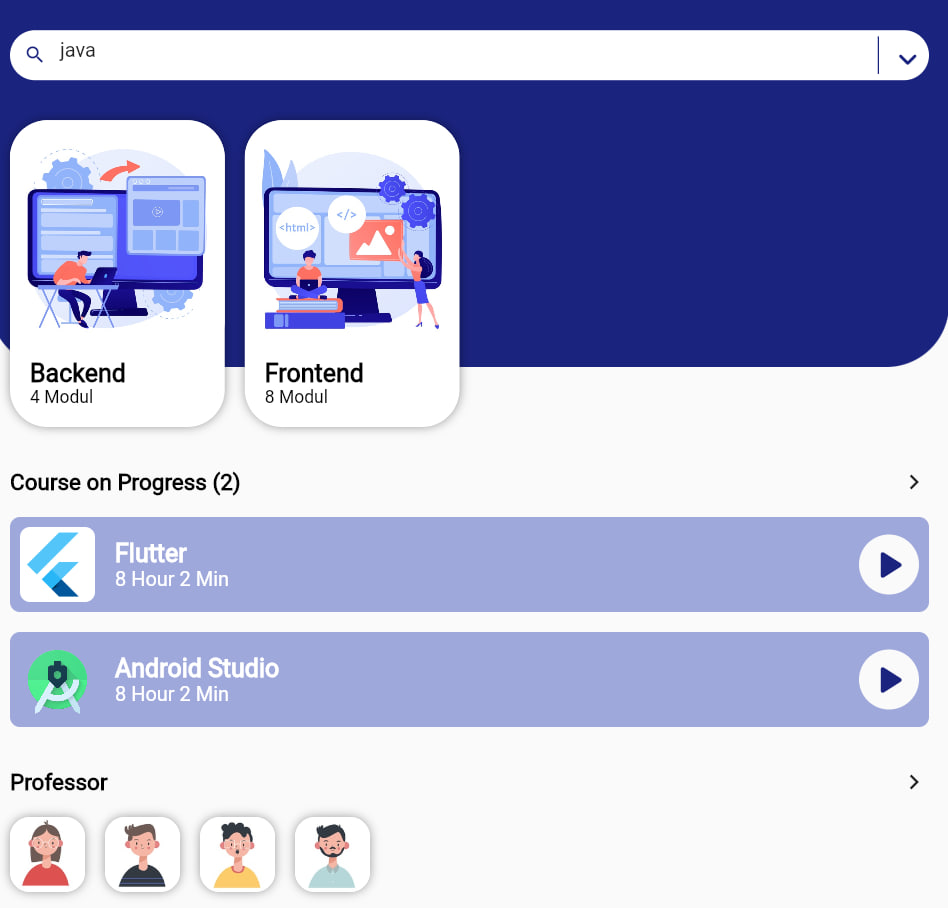 java
<html>
</>
Backend
4 Modul
Frontend
8 Modul
Course on Progress (2)
Flutter
8 Hour 2 Min
Android Studio
8 Hour 2 Min
Professor